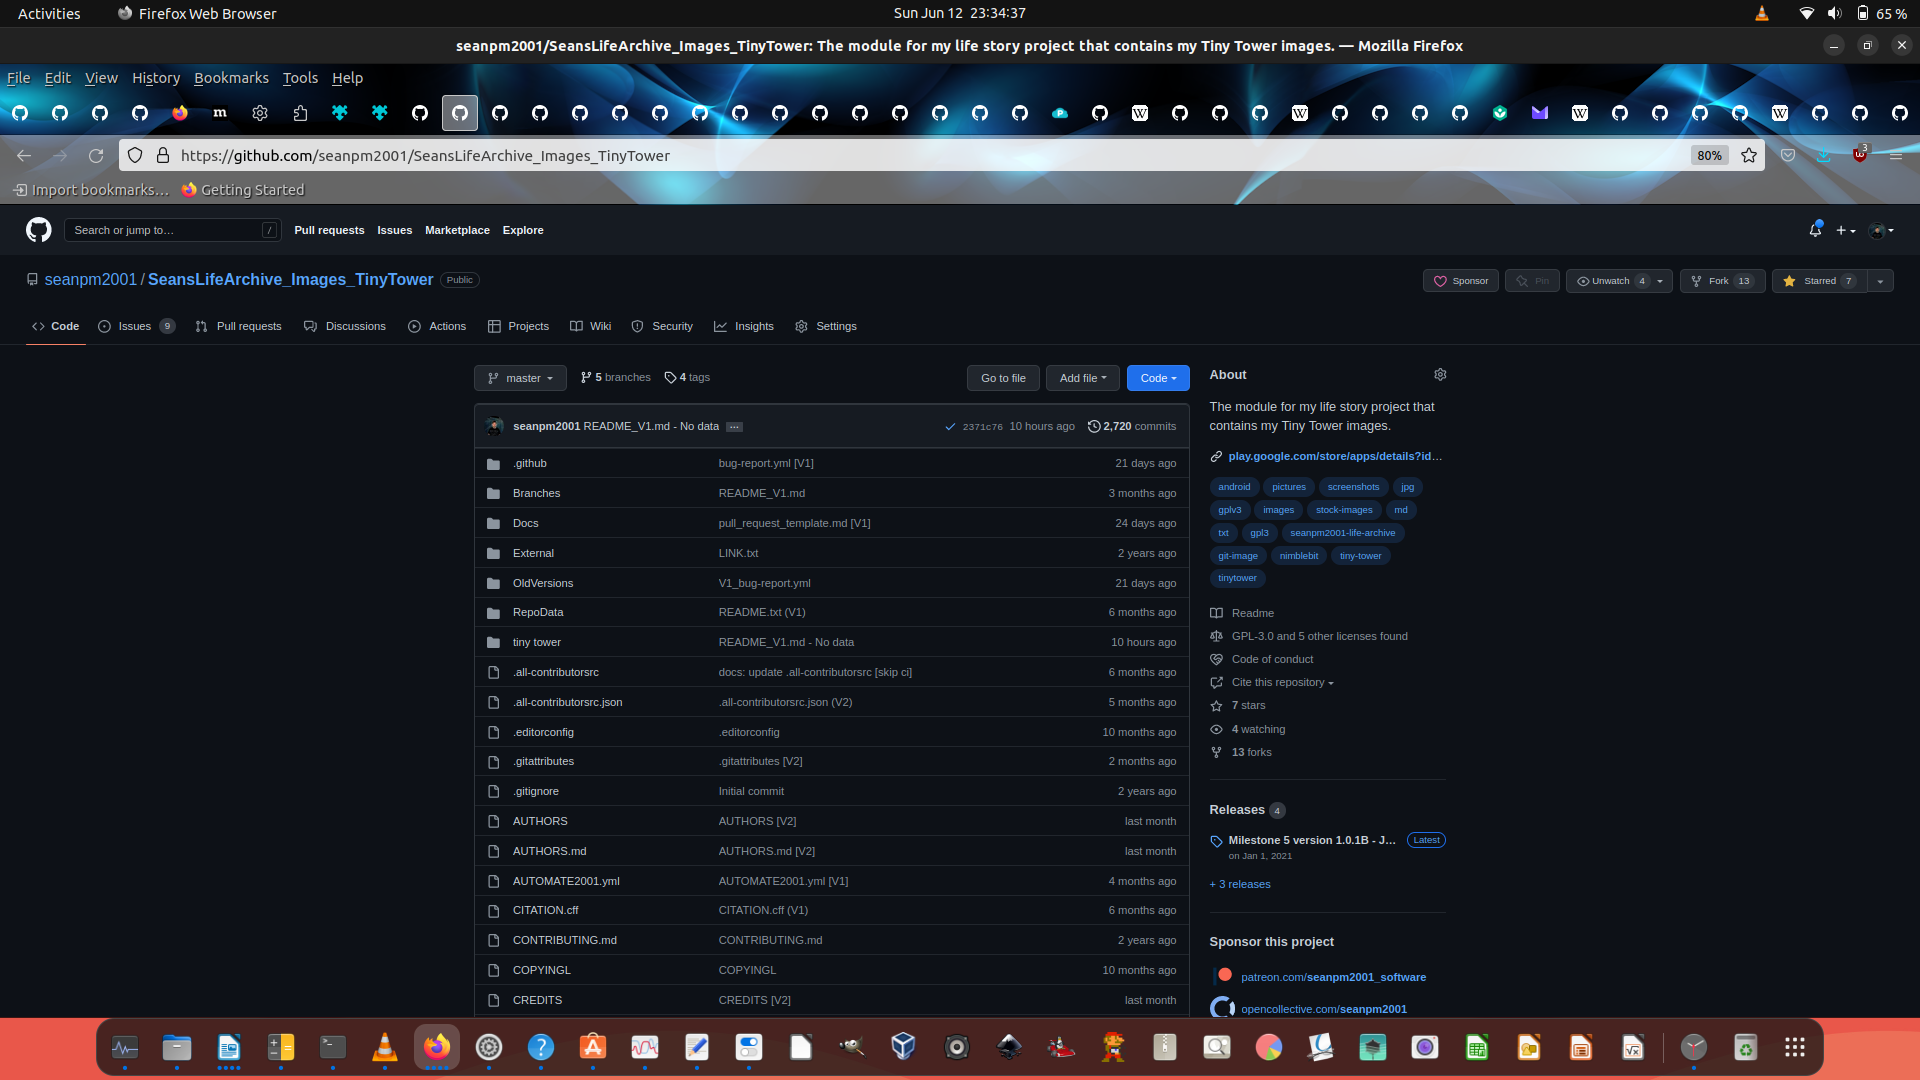 Activities Firefox Web Browser Sun Jun 12 23:34:37 65 %
seanpm2001/SeansLifeArchive_Images_TinyTower: The module for my life story project that contains my Tiny Tower images. — Mozilla Firefox
File Edit View History Bookmarks Tools Help
https://github.com/seanpm2001/SeansLifeArchive_Images_TinyTower 80% 3
Import bookmarks... Getting Started
Search or jump to... / Pull requests Issues Marketplace Explore
seanpm2001 / SeansLifeArchive_Images_TinyTower Public Sponsor Pin Unwatch 4 Fork 13 Starred 7
Code Issues 9 Pull requests Discussions Actions Projects Wiki Security Insights Settings
master 5 branches 4 tags Go to file Add file Code
seanpm2001 README_V1.md - No data ... 2371c76 10 hours ago 2,720 commits
.github bug-report.yml [V1] 21 days ago
Branches README_V1.md 3 months ago
Docs pull_request_template.md [V1] 24 days ago
External LINK.txt 2 years ago
OldVersions V1_bug-report.yml 21 days ago
RepoData README.txt (V1) 6 months ago
tiny tower README_V1.md - No data 10 hours ago
.all-contributorsrc docs: update .all-contributorsrc [skip ci] 6 months ago
.all-contributorsrc.json .all-contributorsrc.json (V2) 5 months ago
.editorconfig .editorconfig 10 months ago
.gitattributes .gitattributes [V2] 2 months ago
.gitignore Initial commit 2 years ago
AUTHORS AUTHORS [V2] last month
AUTHORS.md AUTHORS.md [V2] last month
AUTOMATE2001.yml AUTOMATE2001.yml [V1] 4 months ago
CITATION.cff CITATION.cff (V1) 6 months ago
CONTRIBUTING.md CONTRIBUTING.md 2 years ago
COPYINGL COPYINGL 10 months ago
CREDITS CREDITS [V2] last month
About
The module for my life story project that
contains my Tiny Tower images.
play.google.com/store/apps/details?id...
android pictures screenshots jpg
gplv3 images stock-images md
txt gpl3 seanpm2001-life-archive
git-image nimblebit tiny-tower
tinytower
Readme
GPL-3.0 and 5 other licenses found
Code of conduct
Cite this repository
7 stars
4 watching
13 forks
Releases 4
Milestone 5 version 1.0.1B - J... Latest
on Jan 1, 2021
+ 3 releases
Sponsor this project
patreon.com/seanpm2001_software
opencollective.com/seanpm2001